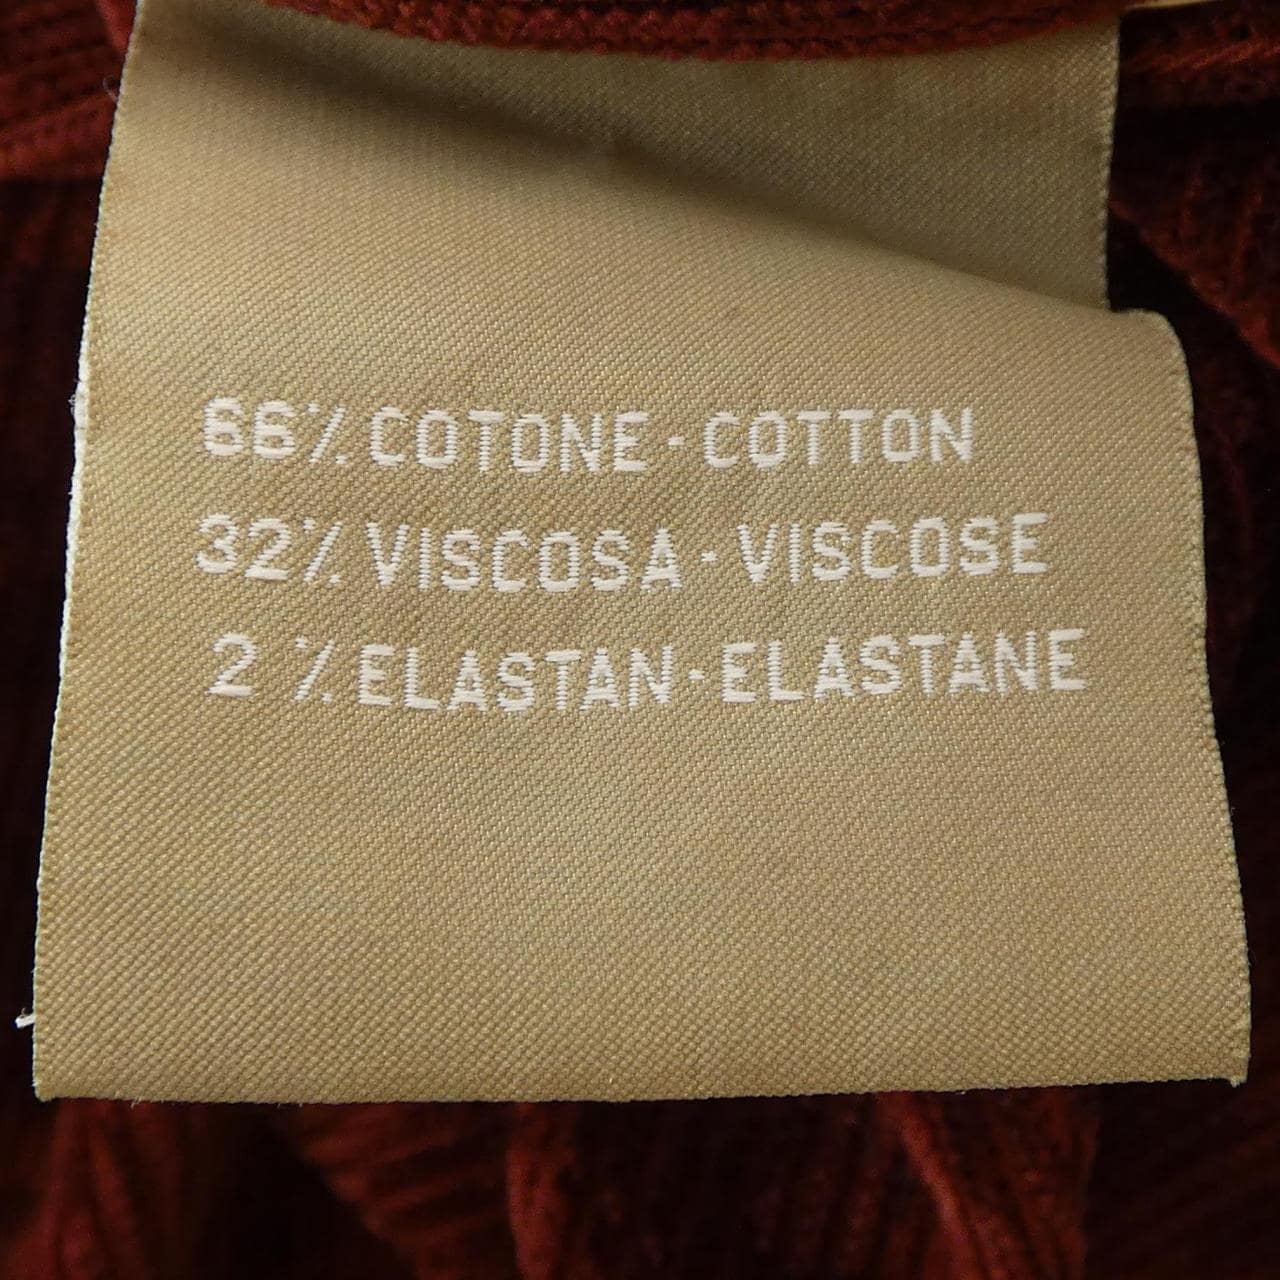 66% COTONE - COTTON
32% VISCOSA - VISCOSE
2 % ELASTAN - ELASTANE